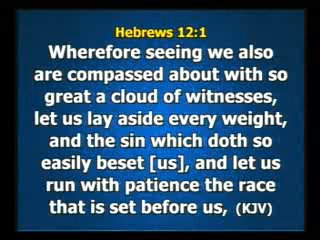 Hebrews 12:1
Wherefore seeing we also
are compassed about with so
great a cloud of witnesses,
let us lay aside every weight,
and the sin which doth so
easily beset [us], and let us
run with patience the race
that is set before us, (KJV)